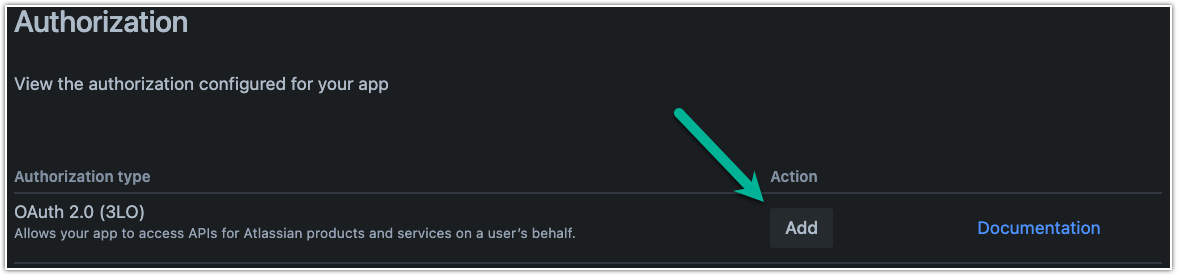 Authorization
View the authorization configured for your app
Authorization type Action
OAuth 2.0 (3LO)
Allows your app to access APIs for Atlassian products and services on a user’s behalf.
Add Documentation